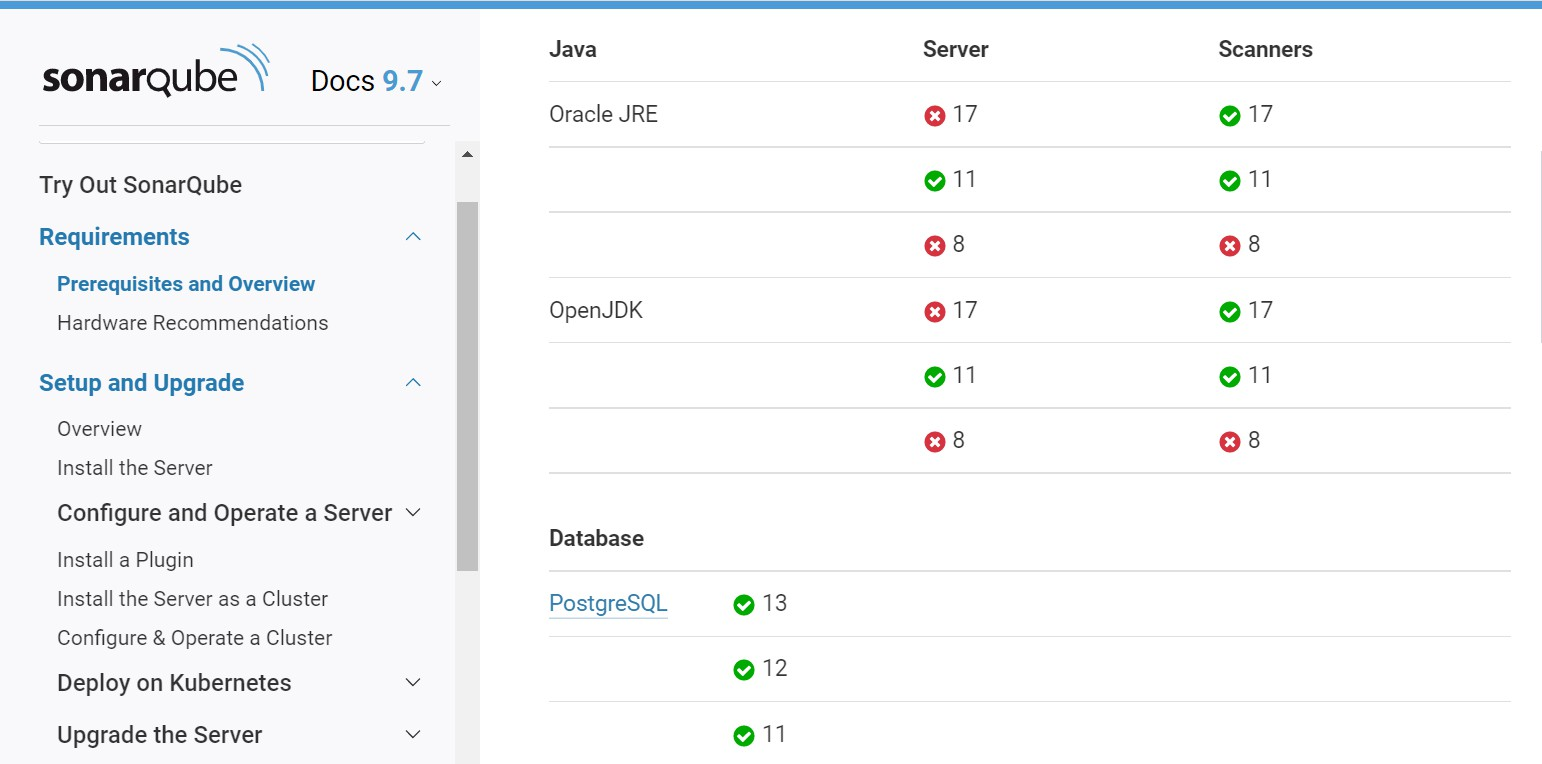 sonarqube Docs 9.7
Try Out SonarQube
Requirements
Prerequisites and Overview
Hardware Recommendations
Setup and Upgrade
Overview
Install the Server
Configure and Operate a Server
Install a Plugin
Install the Server as a Cluster
Configure & Operate a Cluster
Deploy on Kubernetes
Upgrade the Server
Java Server Scanners
Oracle JRE 17 17
11 11
8 8
OpenJDK 17 17
11 11
8 8
Database
PostgreSQL 13
12
11